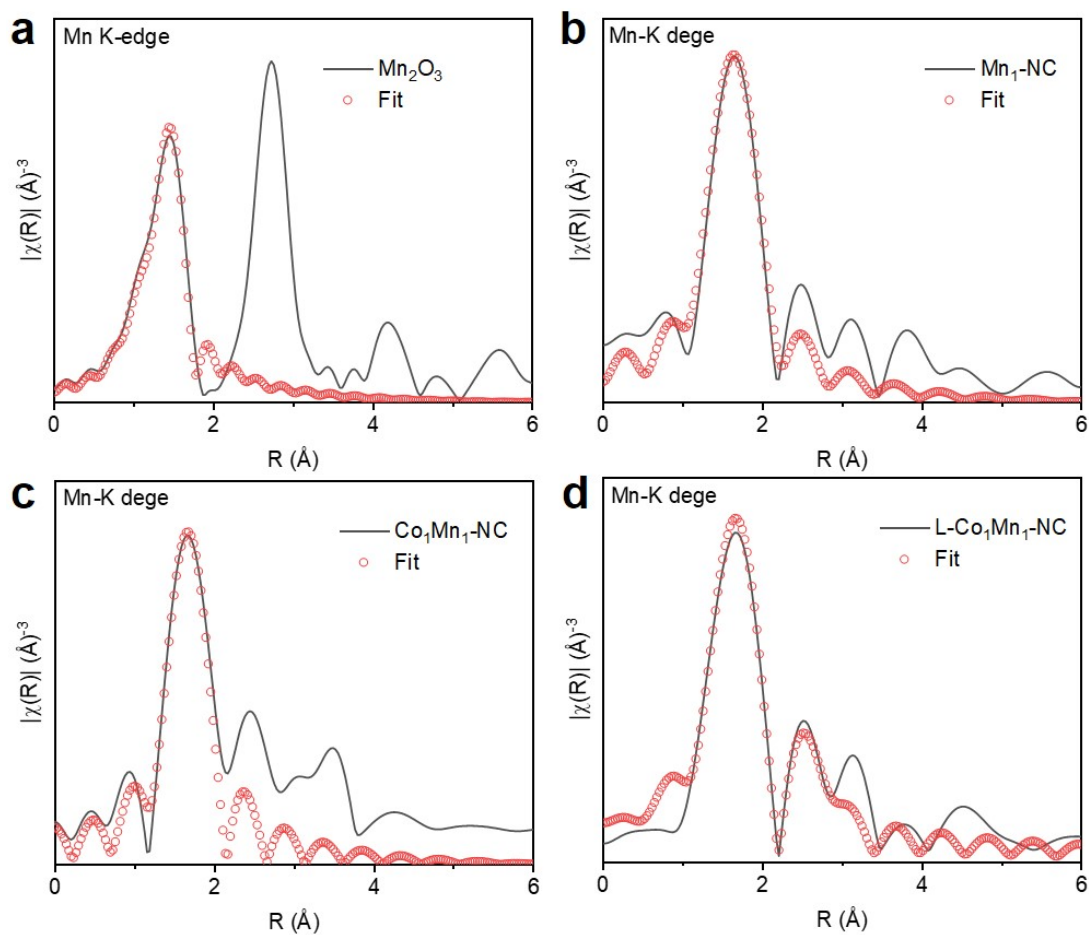 a
Mn K-edge
Mn₂O₃
Fit
|χ(R)| (Å)⁻³
0 2 4 6
R (Å)
b
Mn-K dege
Mn₁-NC
Fit
|χ(R)| (Å)⁻³
0 2 4 6
R (Å)
c
Mn-K dege
Co₁Mn₁-NC
Fit
|χ(R)| (Å)⁻³
0 2 4 6
R (Å)
d
Mn-K dege
L-Co₁Mn₁-NC
Fit
|χ(R)| (Å)⁻³
0 2 4 6
R (Å)